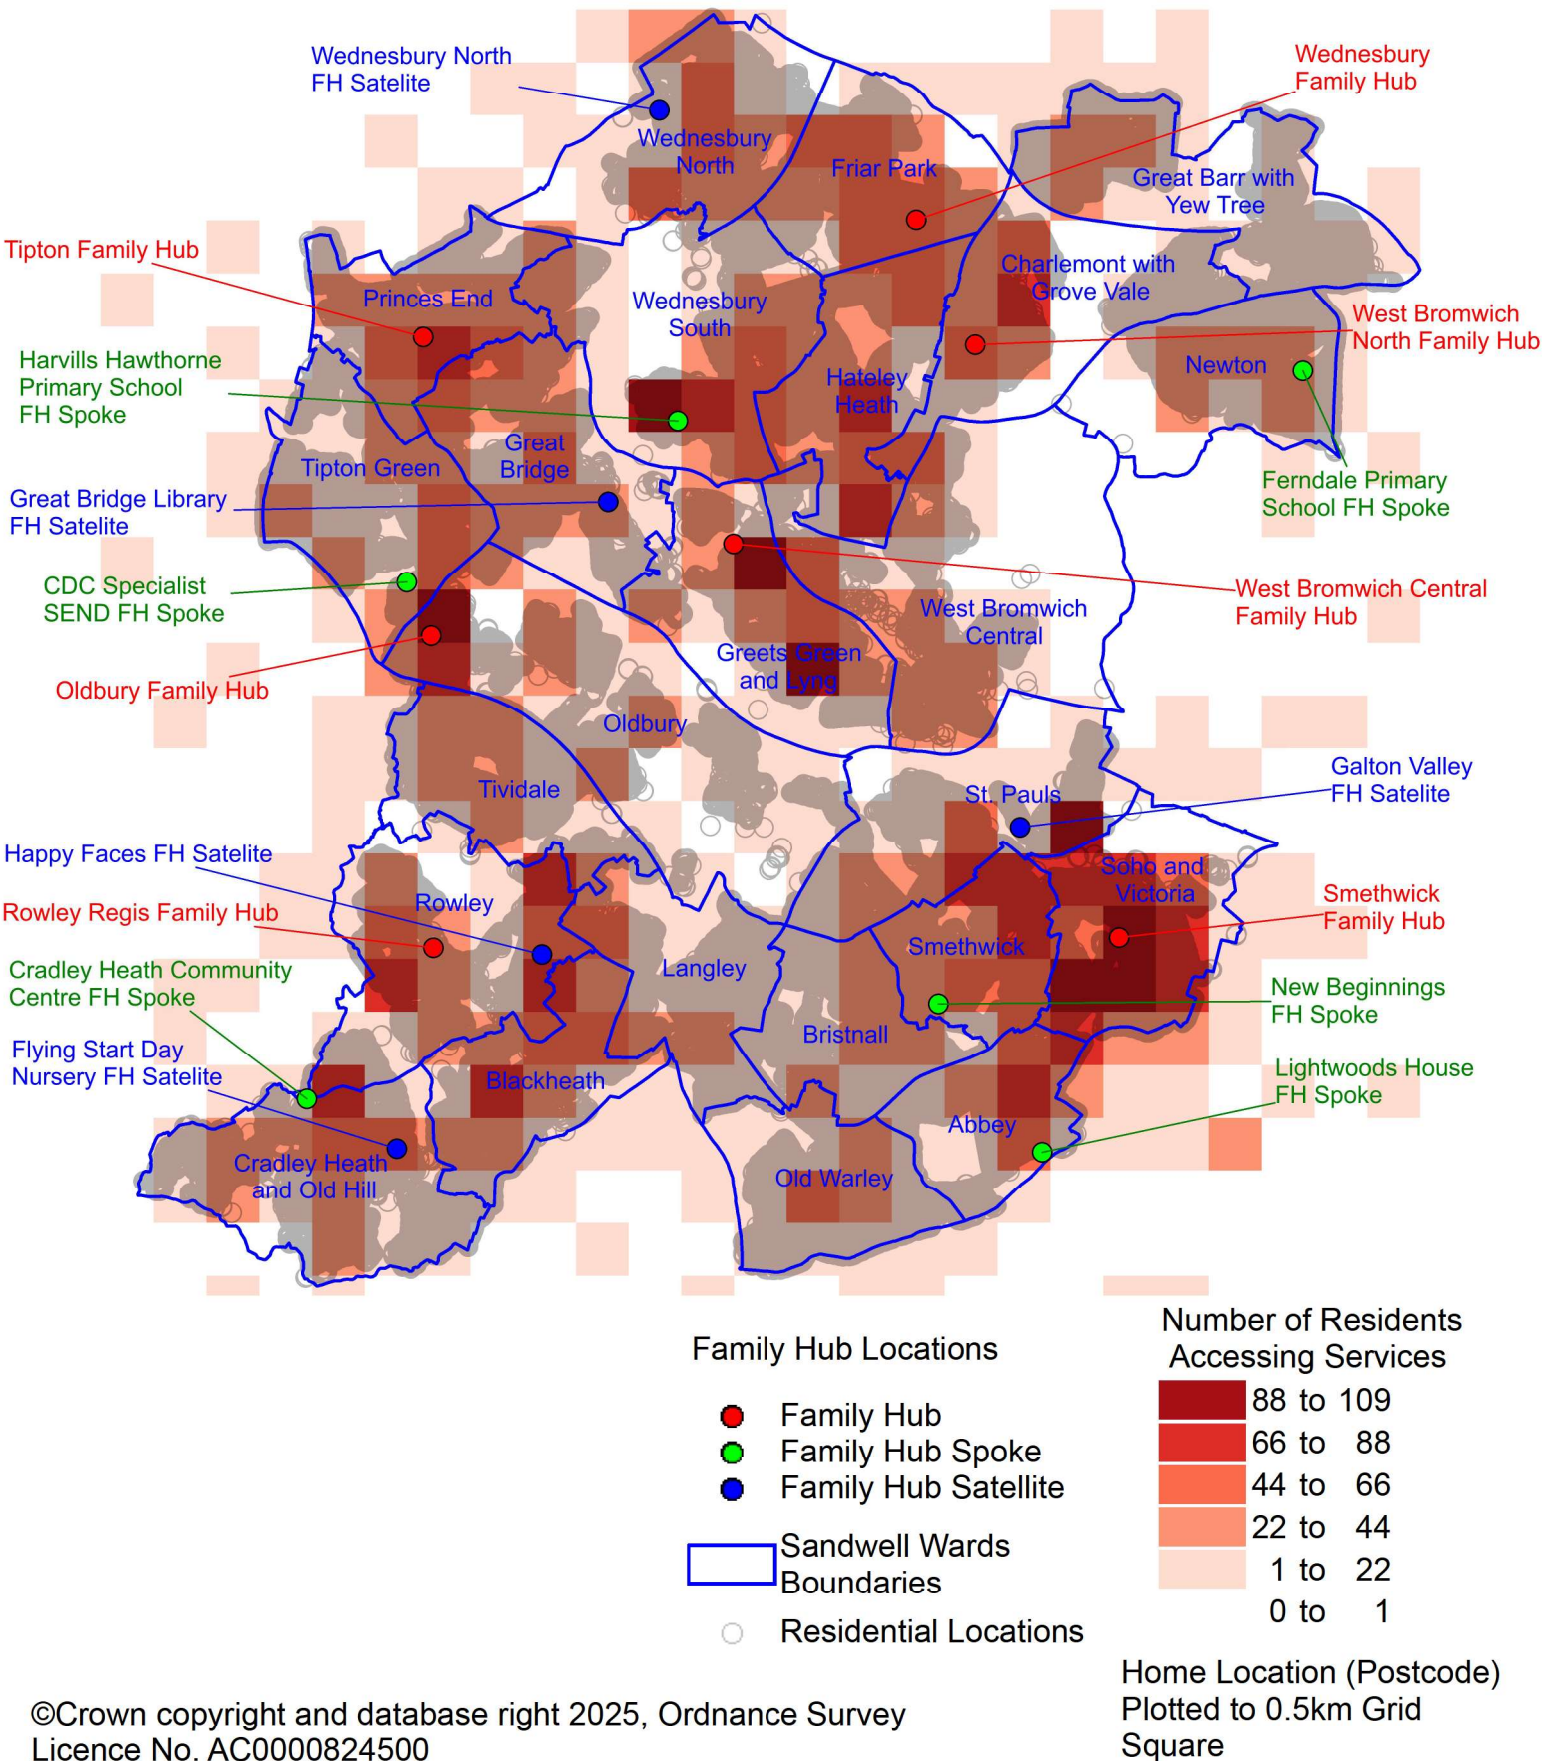 Wednesbury North
FH Satelite
Wednesbury
Family Hub
Wednesbury
North
Friar Park
Great Barr with
Yew Tree
Tipton Family Hub
Charlemont with
Grove Vale
Princes End
Wednesbury
South
West Bromwich
North Family Hub
Harvills Hawthorne
Primary School
FH Spoke
Newton
Hateley
Heath
Great
Bridge
Tipton Green
Ferndale Primary
School FH Spoke
Great Bridge Library
FH Satelite
CDC Specialist
SEND FH Spoke
West Bromwich Central
Family Hub
West Bromwich
Central
Greets Green
and Lyng
Oldbury Family Hub
Oldbury
Tividale
St. Pauls
Galton Valley
FH Satelite
Happy Faces FH Satelite
Soho and
Victoria
Rowley
Rowley Regis Family Hub
Smethwick
Family Hub
Smethwick
Langley
Cradley Heath Community
Centre FH Spoke
New Beginnings
FH Spoke
Bristnall
Flying Start Day
Nursery FH Satelite
Blackheath
Lightwoods House
FH Spoke
Abbey
Cradley Heath
and Old Hill
Old Warley
Family Hub Locations
Family Hub
Family Hub Spoke
Family Hub Satellite
Sandwell Wards
Boundaries
Residential Locations
Number of Residents
Accessing Services
88 to 109
66 to 88
44 to 66
22 to 44
1 to 22
0 to 1
Home Location (Postcode)
Plotted to 0.5km Grid
Square
©Crown copyright and database right 2025, Ordnance Survey
Licence No. AC0000824500